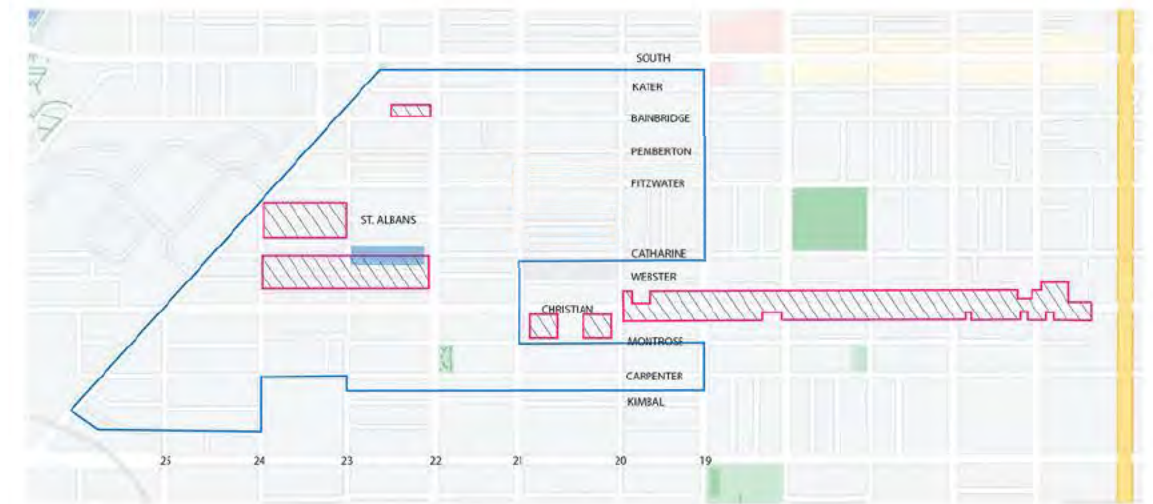 SOUTH
KATER
BAINBRIDGE
PEMBERTON
FITZWATER
ST. ALBANS
CATHARINE
WEBSTER
CHRISTIAN
MONTROSE
CARPENTER
KIMBAL
25 24 23 22 21 20 19